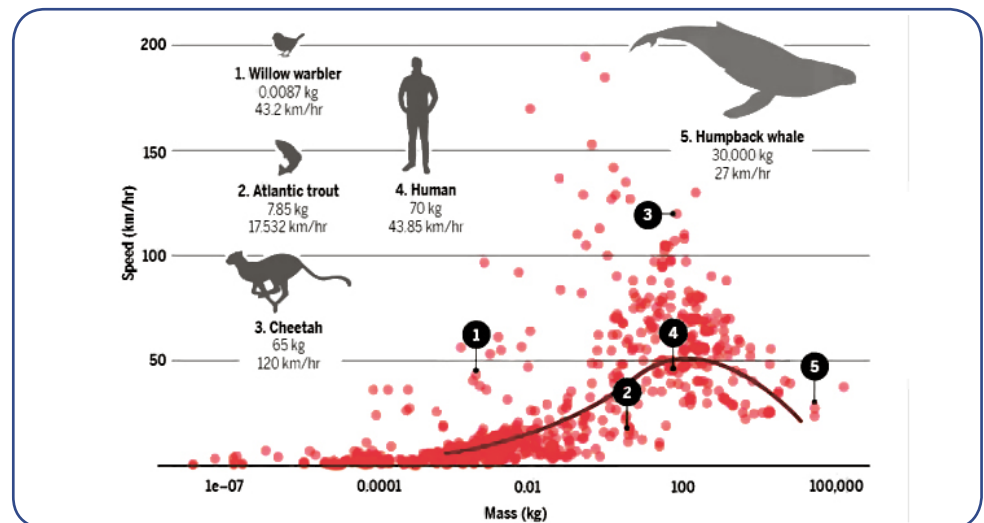 200
1. Willow warbler
0.0087 kg
43.2 km/hr
150
2. Atlantic trout
7.85 kg
17.532 km/hr
4. Human
70 kg
43.85 km/hr
5. Humpback whale
30,000 kg
27 km/hr
3
Speed (km/hr)
100
3. Cheetah
65 kg
120 km/hr
1
4
50
5
2
1e-07
0.0001
0.01
100
100,000
Mass (kg)